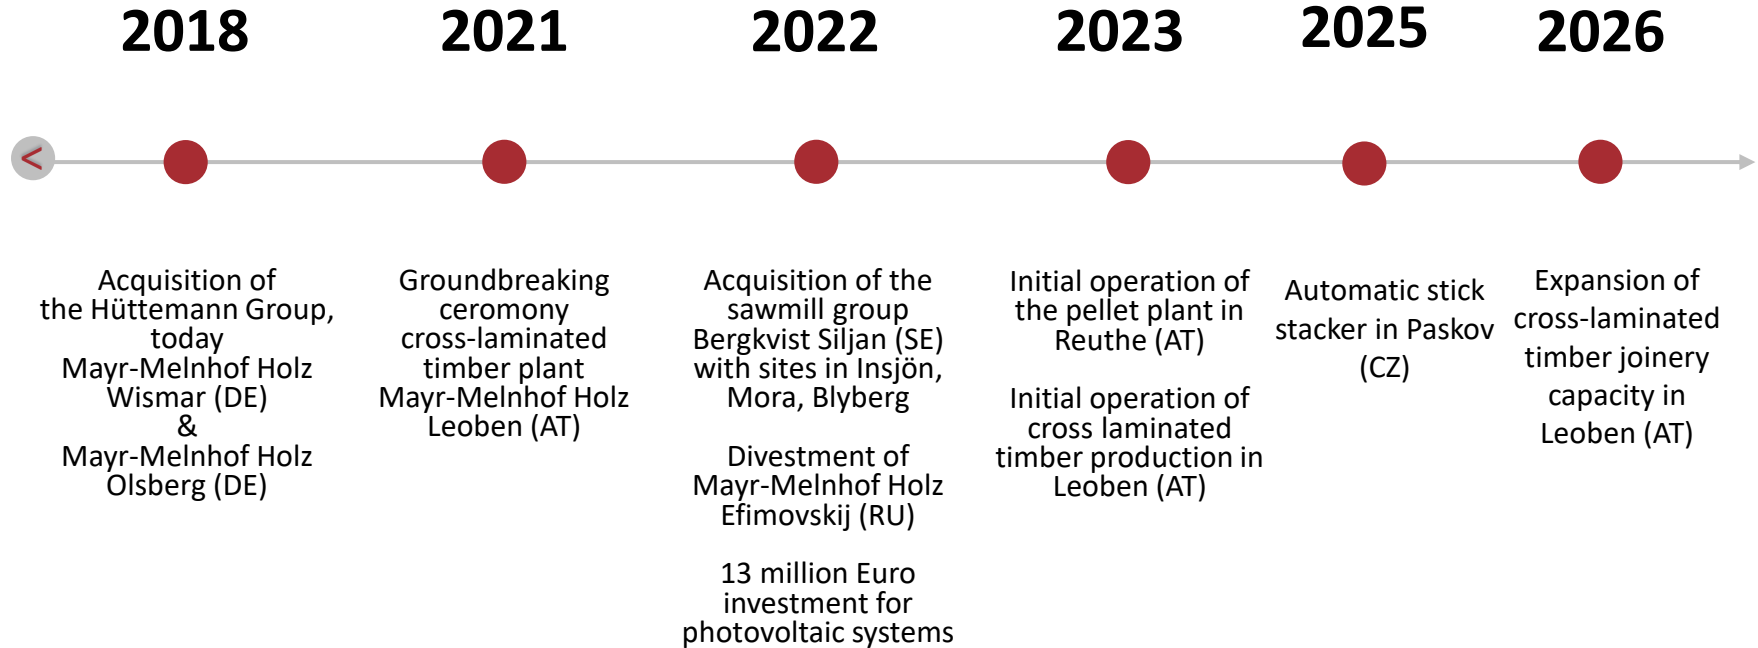 2018
Acquisition of
the Hüttemann Group,
today
Mayr-Melnhof Holz
Wismar (DE)
&
Mayr-Melnhof Holz
Olsberg (DE)
2021
Groundbreaking
ceromony
cross-laminated
timber plant
Mayr-Melnhof Holz
Leoben (AT)
2022
Acquisition of the
sawmill group
Bergkvist Siljan (SE)
with sites in Insjön,
Mora, Blyberg
Divestment of
Mayr-Melnhof Holz
Efimovskij (RU)
13 million Euro
investment for
photovoltaic systems
2023
Initial operation of
the pellet plant in
Reuthe (AT)
Initial operation of
cross laminated
timber production in
Leoben (AT)
2025
Automatic stick
stacker in Paskov
(CZ)
2026
Expansion of
cross-laminated
timber joinery
capacity in
Leoben (AT)
<